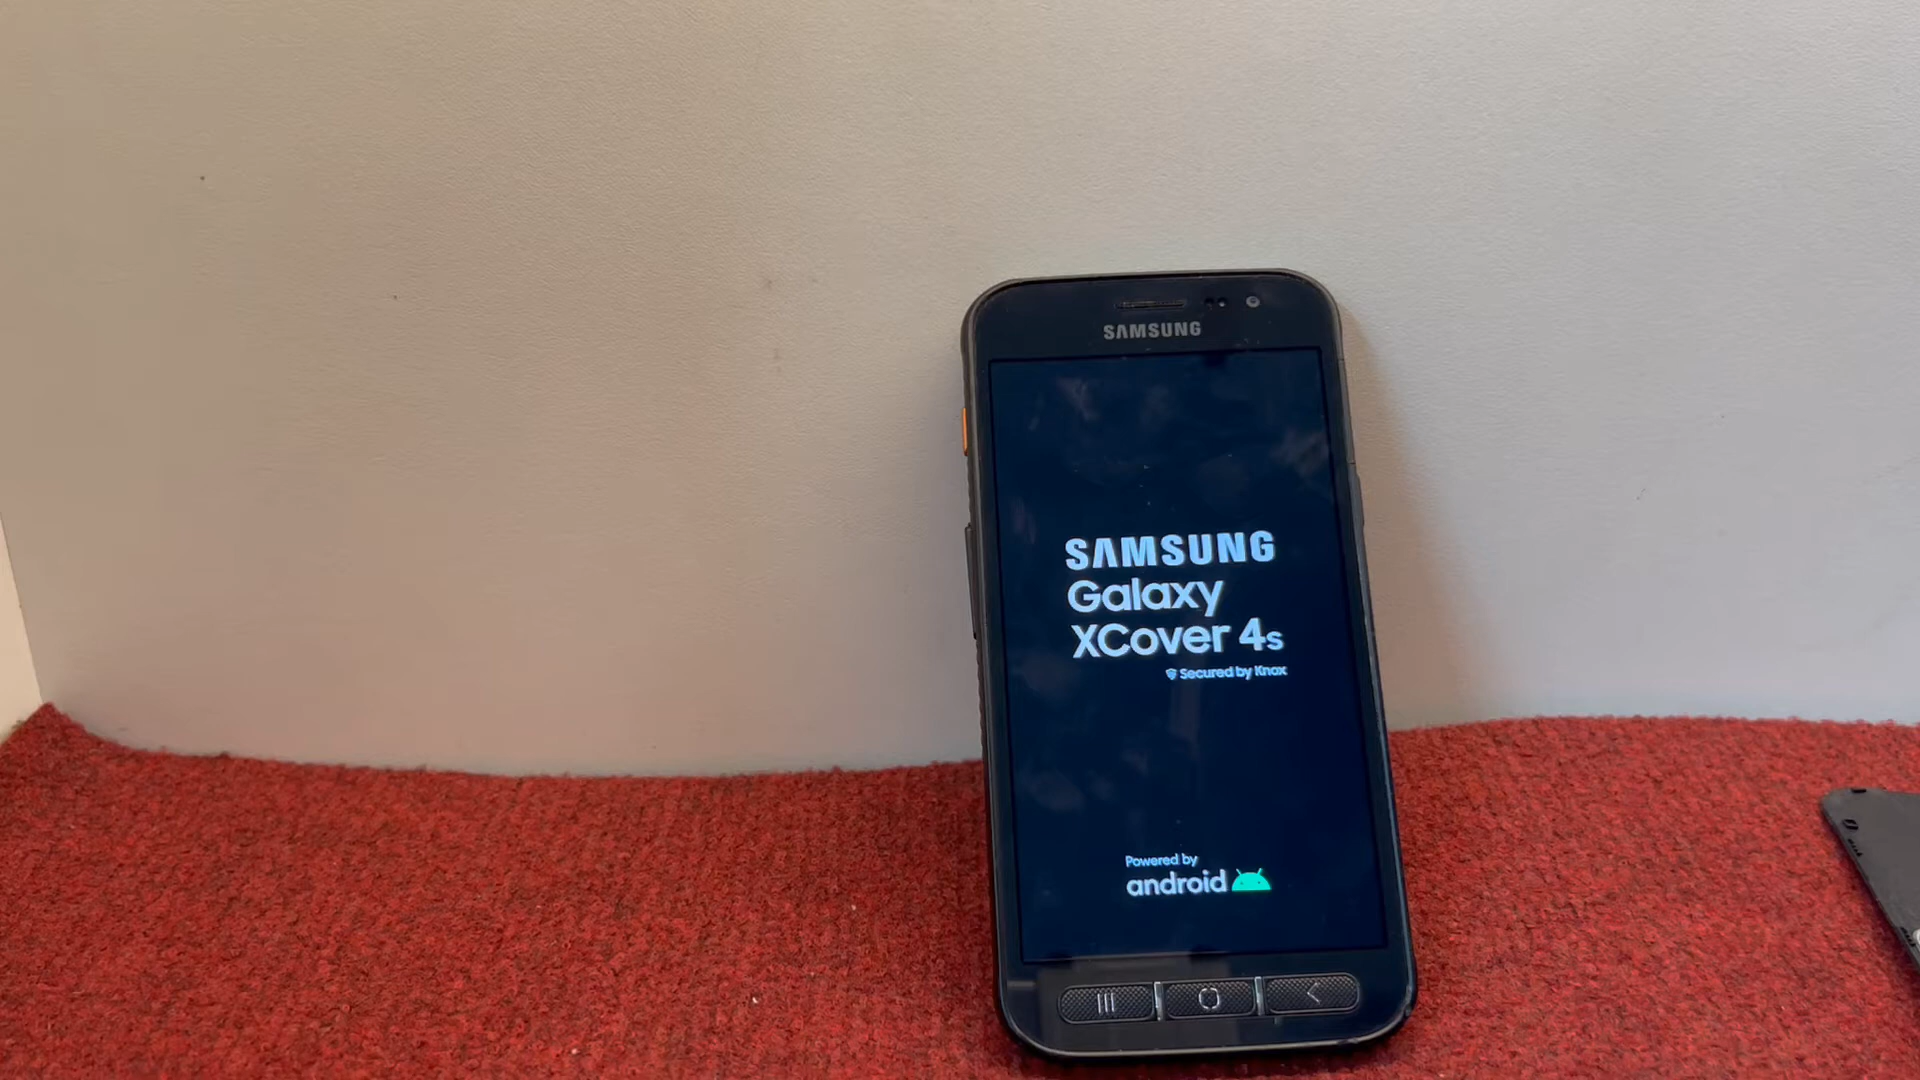 SAMSUNG
SAMSUNG
Galaxy
XCover 4s
Secured by Knox
Powered by
android